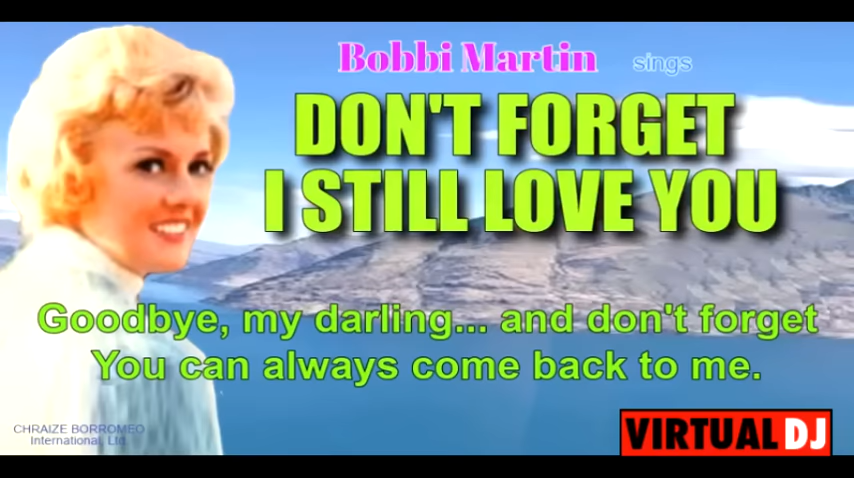 Bobbi Martin sings
DON'T FORGET
I STILL LOVE YOU
Goodbye, my darling... and don't forget
You can always come back to me.
CHRAIZE BORROMEO
International, Ltd.
VIRTUAL DJ